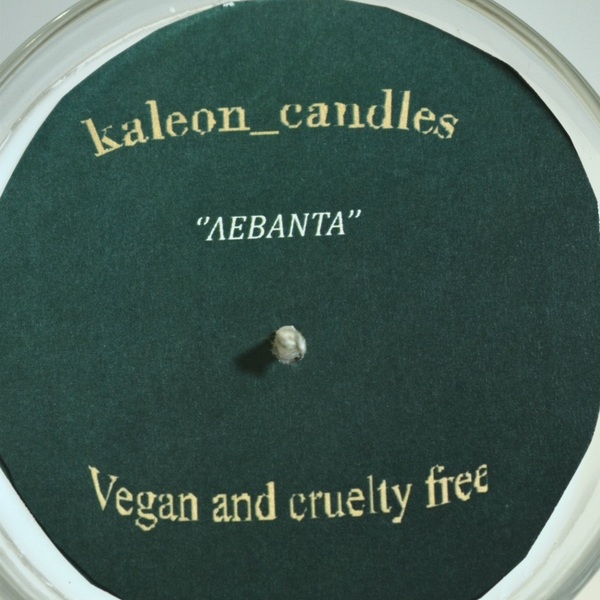 kaleon_candles
“ΛΕΒΑΝΤΑ”
Vegan and cruelty free